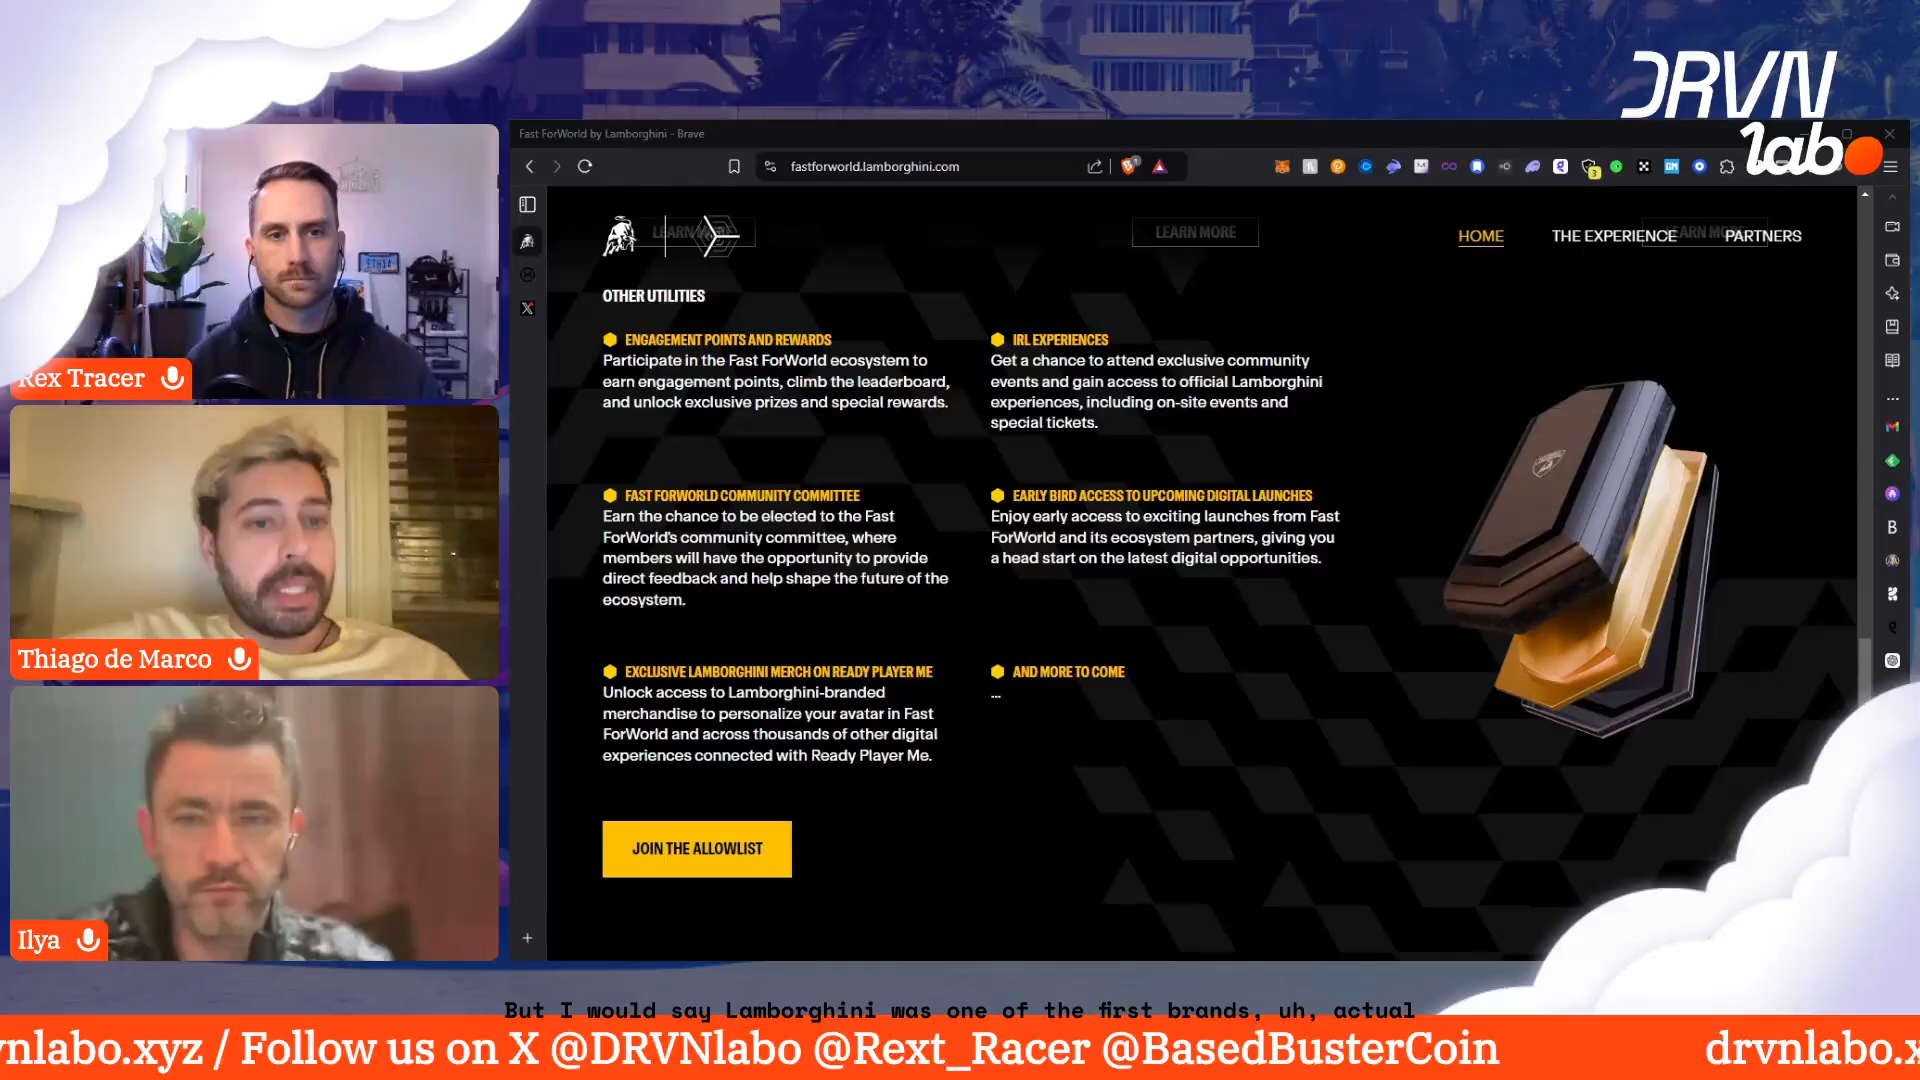 DRVN
labo
Rex Tracer
Thiago de Marco
Ilya
Fast ForWorld by Lamborghini - Brave
fastforworld.lamborghini.com
LEARN MORE
HOME
THE EXPERIENCE
PARTNERS
OTHER UTILITIES
ENGAGEMENT POINTS AND REWARDS
Participate in the Fast ForWorld ecosystem to
earn engagement points, climb the leaderboard,
and unlock exclusive prizes and special rewards.
IRL EXPERIENCES
Get a chance to attend exclusive community
events and gain access to official Lamborghini
experiences, including on-site events and
special tickets.
FAST FORWORLD COMMUNITY COMMITTEE
Earn the chance to be elected to the Fast
ForWorld's community committee, where
members will have the opportunity to provide
direct feedback and help shape the future of the
ecosystem.
EARLY BIRD ACCESS TO UPCOMING DIGITAL LAUNCHES
Enjoy early access to exciting launches from Fast
ForWorld and its ecosystem partners, giving you
a head start on the latest digital opportunities.
EXCLUSIVE LAMBORGHINI MERCH ON READY PLAYER ME
Unlock access to Lamborghini-branded
merchandise to personalize your avatar in Fast
ForWorld and across thousands of other digital
experiences connected with Ready Player Me.
AND MORE TO COME
...
JOIN THE ALLOWLIST
But I would say Lamborghini was one of the first brands, uh, actual
vnlabo.xyz / Follow us on X @DRVNlabo @Rext_Racer @BasedBusterCoin
drvnlabo.x